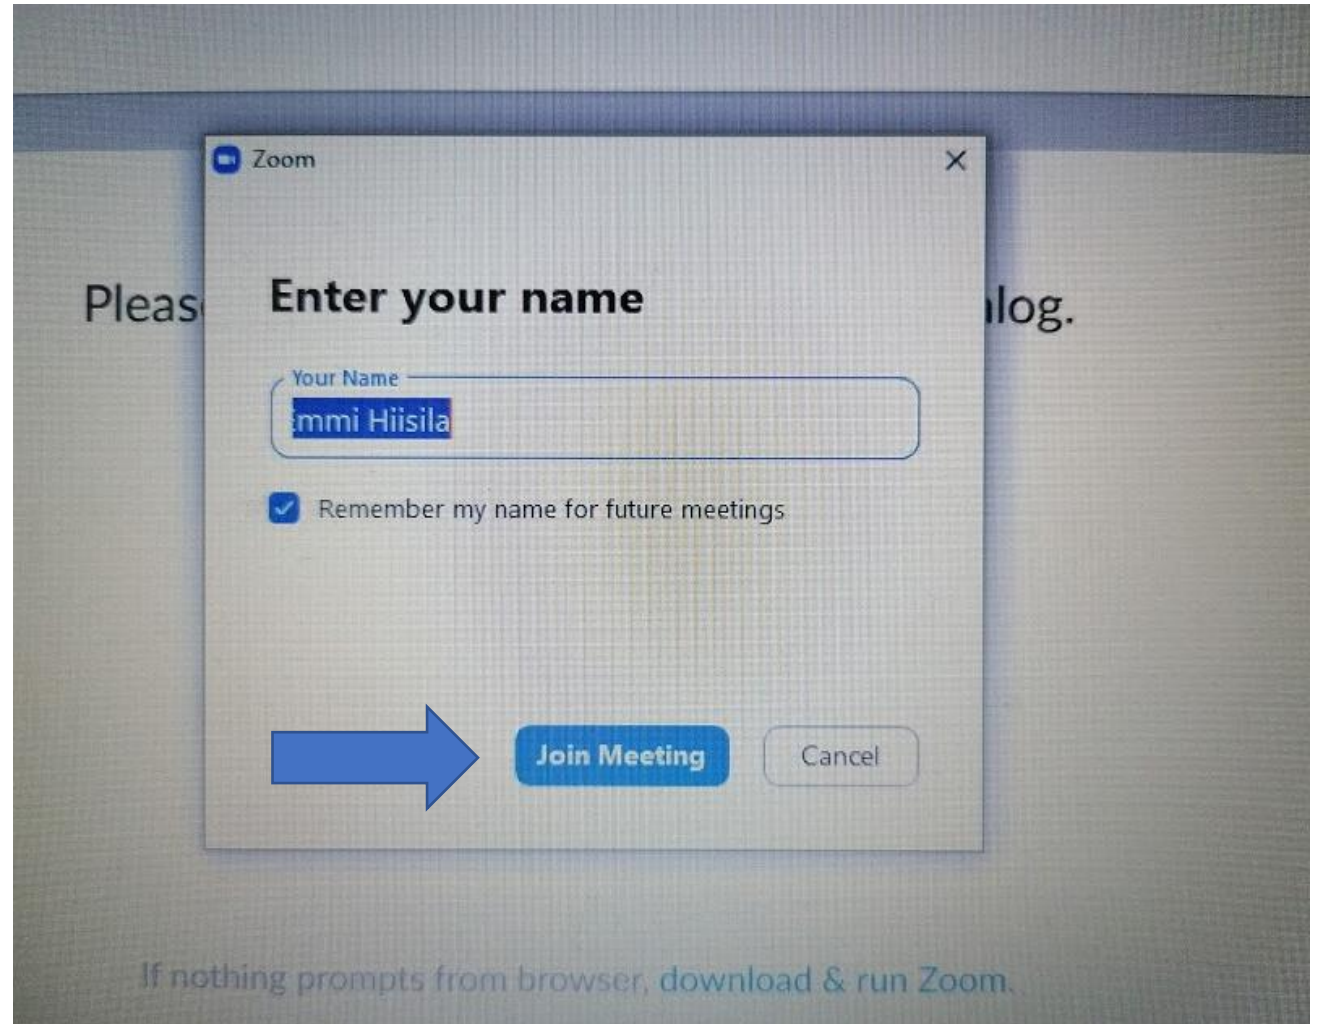 Zoom
Enter your name
Pleas
log.
Your Name
Emmi Hiisila
Remember my name for future meetings
Join Meeting
Cancel
If nothing prompts from browser, download & run Zoom.